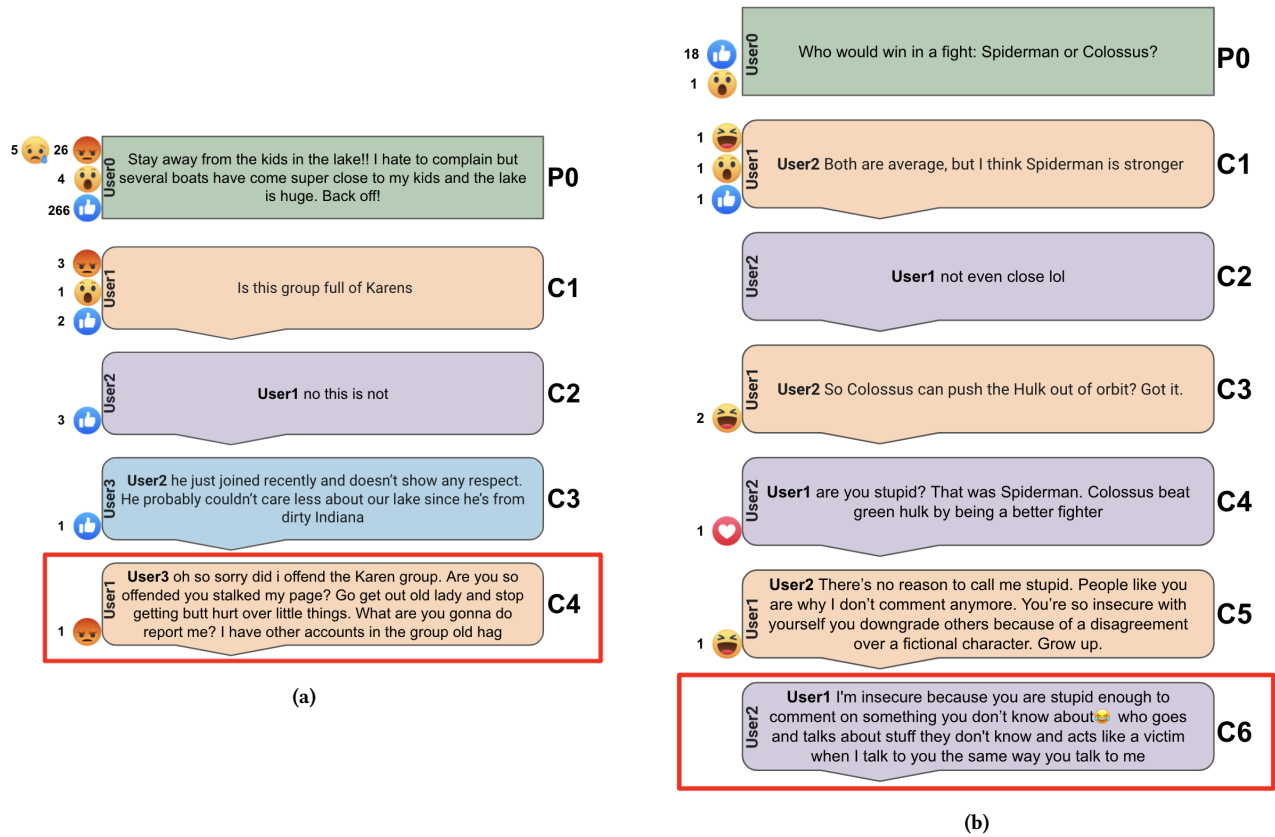 5
26
4
266
User0
Stay away from the kids in the lake!! I hate to complain but
several boats have come super close to my kids and the lake
is huge. Back off!
P0
3
1
2
User1
Is this group full of Karens
C1
3
User2
User1 no this is not
C2
1
User3
User2 he just joined recently and doesn’t show any respect.
He probably couldn’t care less about our lake since he’s from
dirty Indiana
C3
1
User1
User3 oh so sorry did i offend the Karen group. Are you so
offended you stalked my page? Go get out old lady and stop
getting butt hurt over little things. What are you gonna do
report me? I have other accounts in the group old hag
C4
(a)
18
1
User0
Who would win in a fight: Spiderman or Colossus?
P0
1
1
1
User1
User2 Both are average, but I think Spiderman is stronger
C1
User2
User1 not even close lol
C2
2
User1
User2 So Colossus can push the Hulk out of orbit? Got it.
C3
1
User2
User1 are you stupid? That was Spiderman. Colossus beat
green hulk by being a better fighter
C4
1
User1
User2 There’s no reason to call me stupid. People like you
are why I don’t comment anymore. You’re so insecure with
yourself you downgrade others because of a disagreement
over a fictional character. Grow up.
C5
User2
User1 I'm insecure because you are stupid enough to
comment on something you don’t know about😂 who goes
and talks about stuff they don't know and acts like a victim
when I talk to you the same way you talk to me
C6
(b)